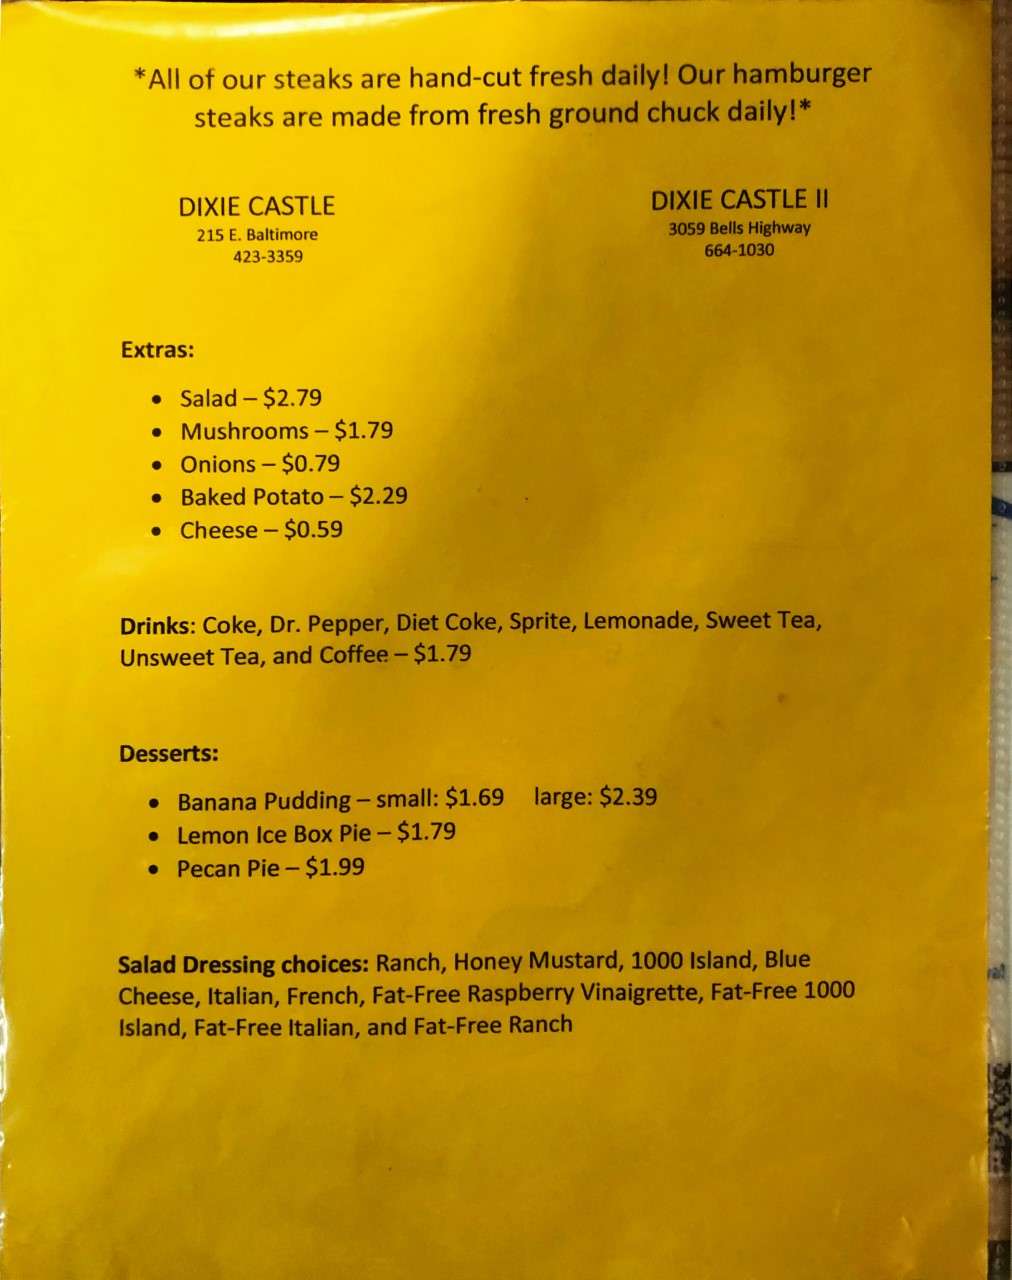 *All of our steaks are hand-cut fresh daily! Our hamburger
steaks are made from fresh ground chuck daily!*
DIXIE CASTLE
215 E. Baltimore
423-3359
DIXIE CASTLE II
3059 Bells Highway
664-1030
Extras:
• Salad – $2.79
• Mushrooms – $1.79
• Onions – $0.79
• Baked Potato – $2.29
• Cheese – $0.59
Drinks: Coke, Dr. Pepper, Diet Coke, Sprite, Lemonade, Sweet Tea,
Unsweet Tea, and Coffee – $1.79
Desserts:
• Banana Pudding – small: $1.69 large: $2.39
• Lemon Ice Box Pie – $1.79
• Pecan Pie – $1.99
Salad Dressing choices: Ranch, Honey Mustard, 1000 Island, Blue
Cheese, Italian, French, Fat-Free Raspberry Vinaigrette, Fat-Free 1000
Island, Fat-Free Italian, and Fat-Free Ranch